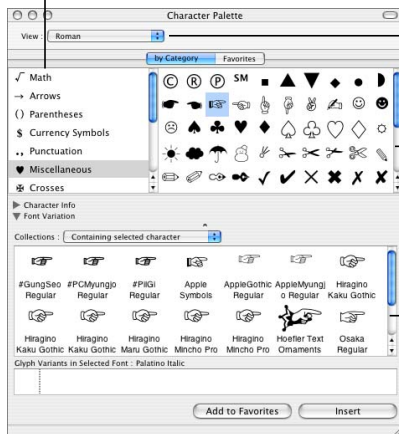 Character Palette
View : Roman
by Category Favorites
√ Math
→ Arrows
() Parentheses
$ Currency Symbols
., Punctuation
♥ Miscellaneous
✠ Crosses
© ® ℗ SM ■ ▲ ▼ ◆ ● ◗
Character Info
Font Variation
Collections : Containing selected character
#GungSeo #PCMyungjo #PilGi Apple AppleGothic AppleMyungj Hiragino
Regular Regular Regular Symbols Regular o Regular Kaku Gothic
Hiragino Hiragino Hiragino Hiragino Hiragino Hoefler Text Osaka
Kaku Gothic Kaku Gothic Maru Gothic Mincho Pro Mincho Pro Ornaments Regular
Glyph Variants in Selected Font : Palatino Italic
Add to Favorites Insert